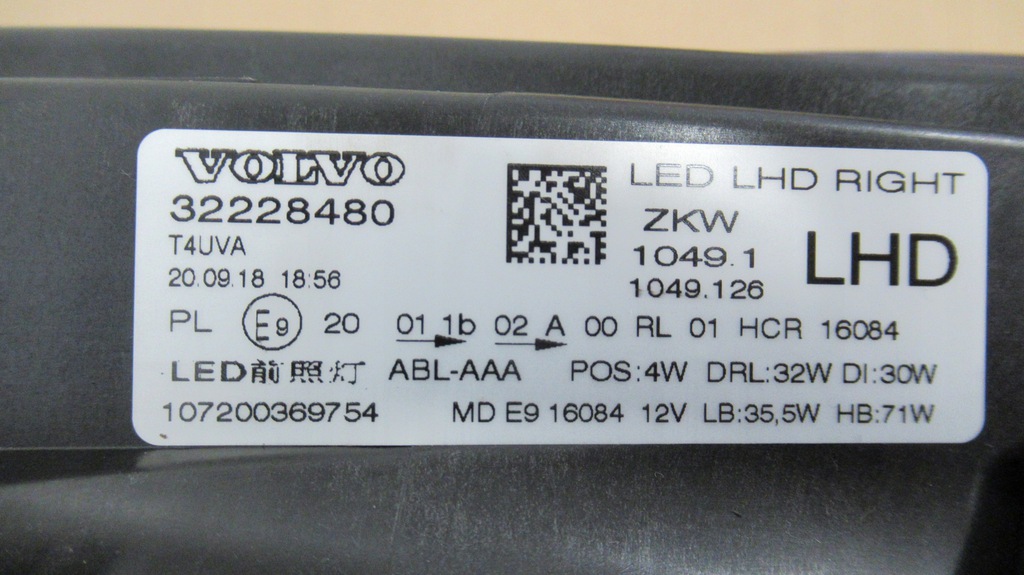 VOLVO
32228480
T4UVA
20.09.18 18:56
LED LHD RIGHT
ZKW
1049.1
1049.126
LHD
PL E9 20 01 1b 02 A 00 RL 01 HCR 16084
LED前照灯 ABL-AAA POS:4W DRL:32W DI:30W
107200369754 MD E9 16084 12V LB:35,5W HB:71W